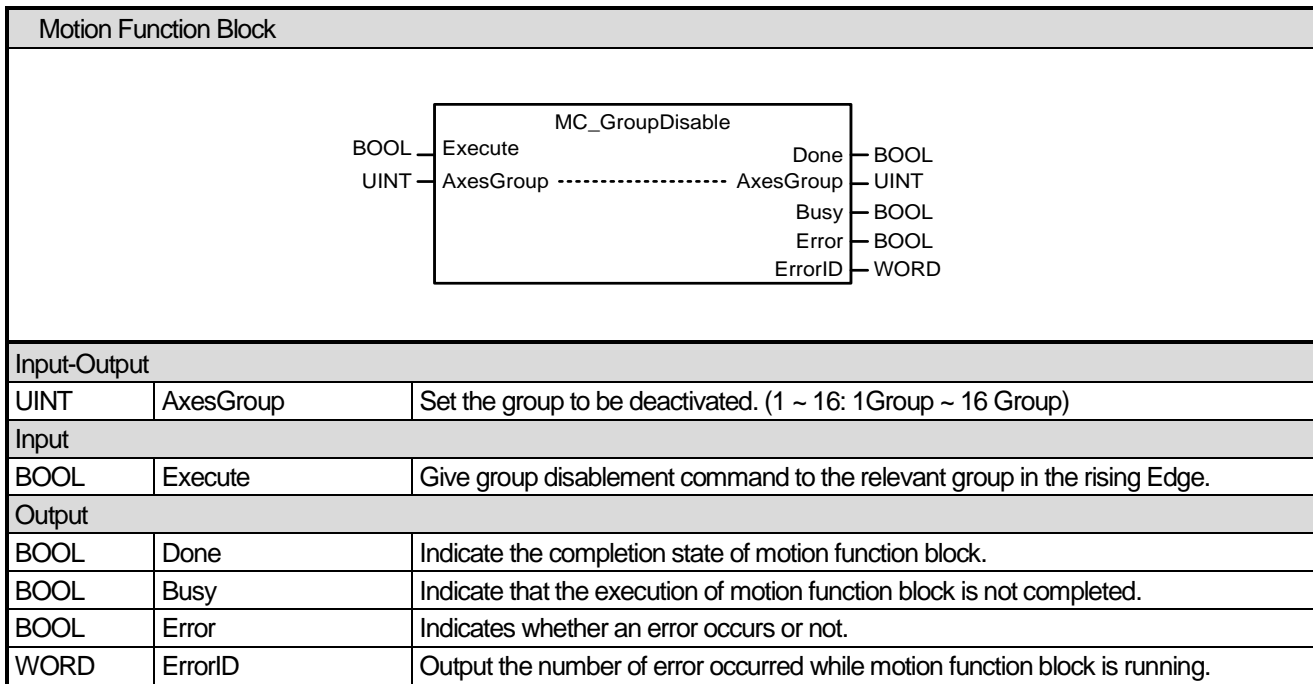 Motion Function Block
MC_GroupDisable
BOOL Execute Done BOOL
UINT AxesGroup AxesGroup UINT
Busy BOOL
Error BOOL
ErrorID WORD
Input-Output
UINT AxesGroup Set the group to be deactivated. (1 ~ 16: 1Group ~ 16 Group)
Input
BOOL Execute Give group disablement command to the relevant group in the rising Edge.
Output
BOOL Done Indicate the completion state of motion function block.
BOOL Busy Indicate that the execution of motion function block is not completed.
BOOL Error Indicates whether an error occurs or not.
WORD ErrorID Output the number of error occurred while motion function block is running.